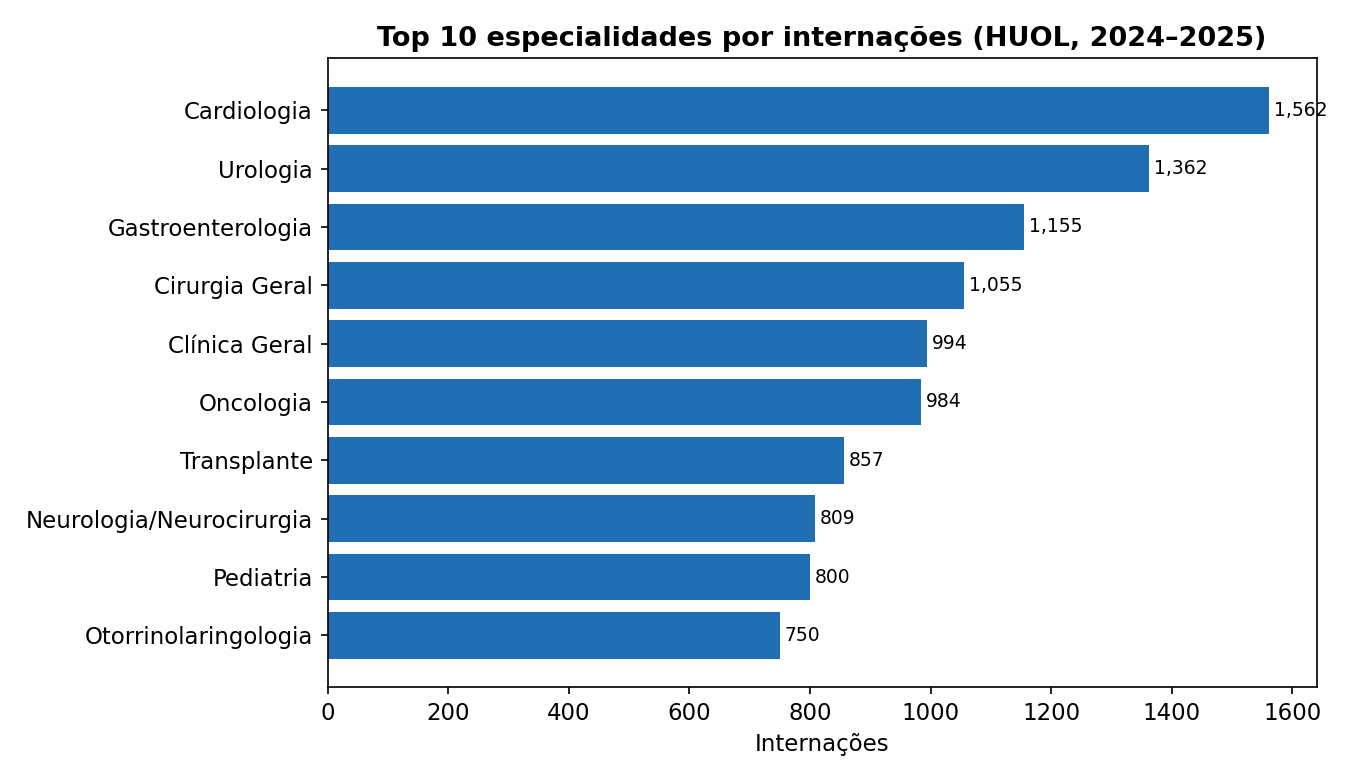 Top 10 especialidades por internações (HUOL, 2024–2025)
Cardiologia 1,562
Urologia 1,362
Gastroenterologia 1,155
Cirurgia Geral 1,055
Clínica Geral 994
Oncologia 984
Transplante 857
Neurologia/Neurocirurgia 809
Pediatria 800
Otorrinolaringologia 750
0 200 400 600 800 1000 1200 1400 1600
Internações